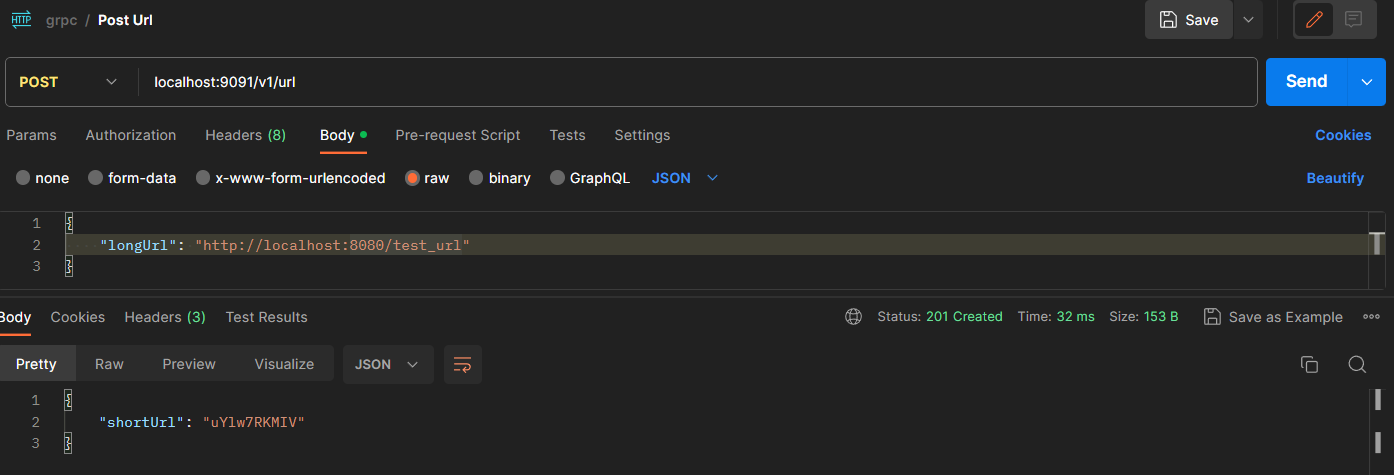 HTTP grpc / Post Url Save
POST localhost:9091/v1/url Send
Params Authorization Headers (8) Body Pre-request Script Tests Settings Cookies
none form-data x-www-form-urlencoded raw binary GraphQL JSON Beautify
1 {
2 "longUrl": "http://localhost:8080/test_url"
3 }
Body Cookies Headers (3) Test Results Status: 201 Created Time: 32 ms Size: 153 B Save as Example
Pretty Raw Preview Visualize JSON
1 {
2 "shortUrl": "uYlw7RKMIV"
3 }